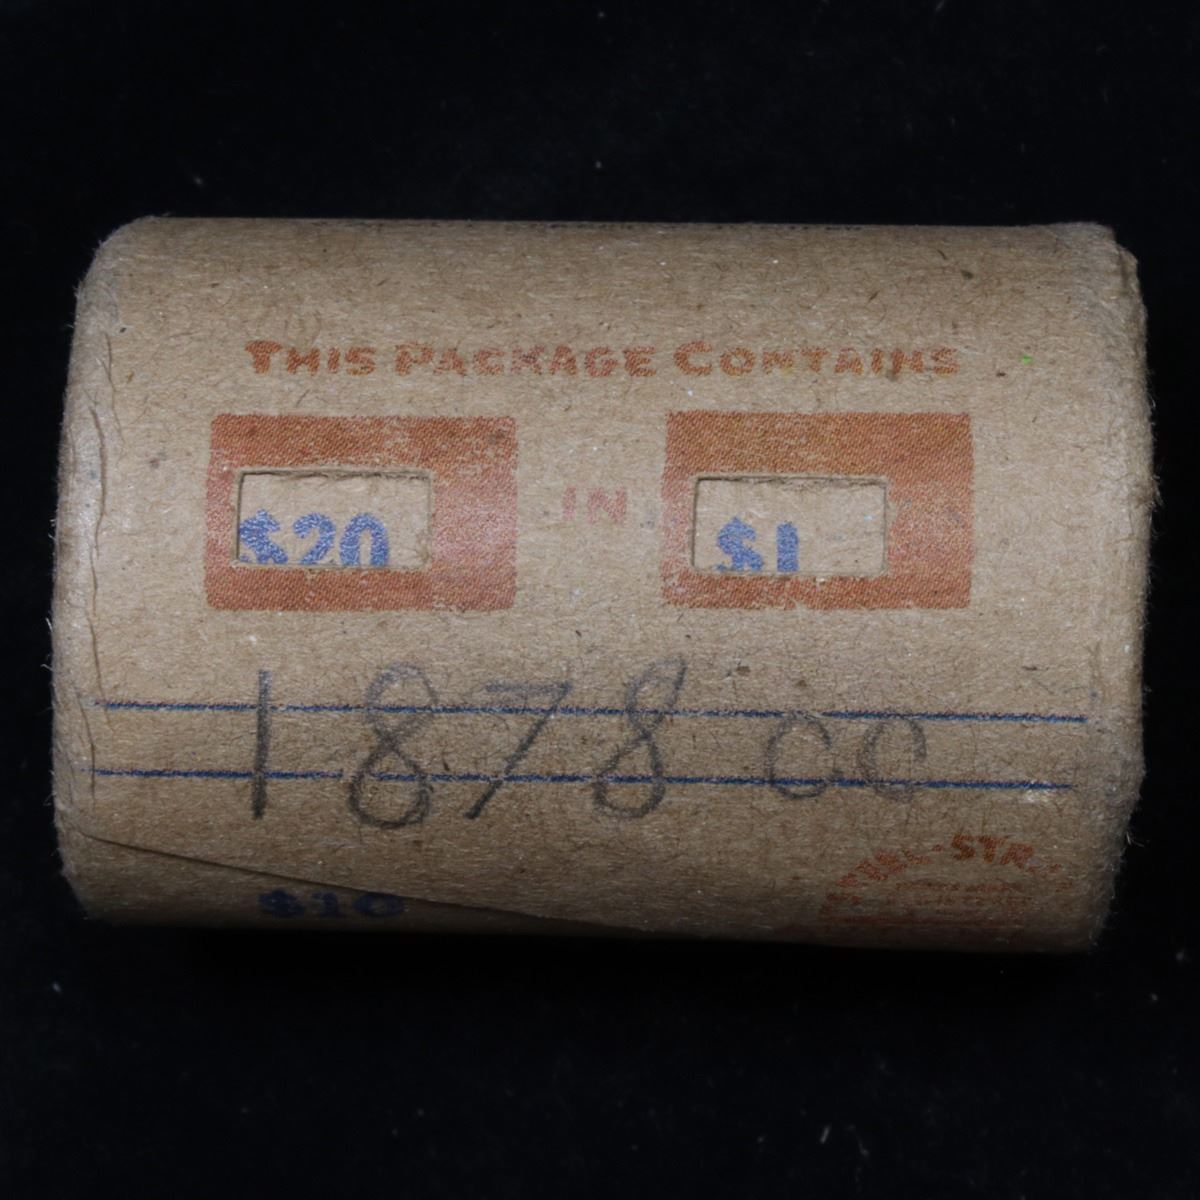 THIS PACKAGE CONTAINS
$20 IN $1
1878 CC
$10